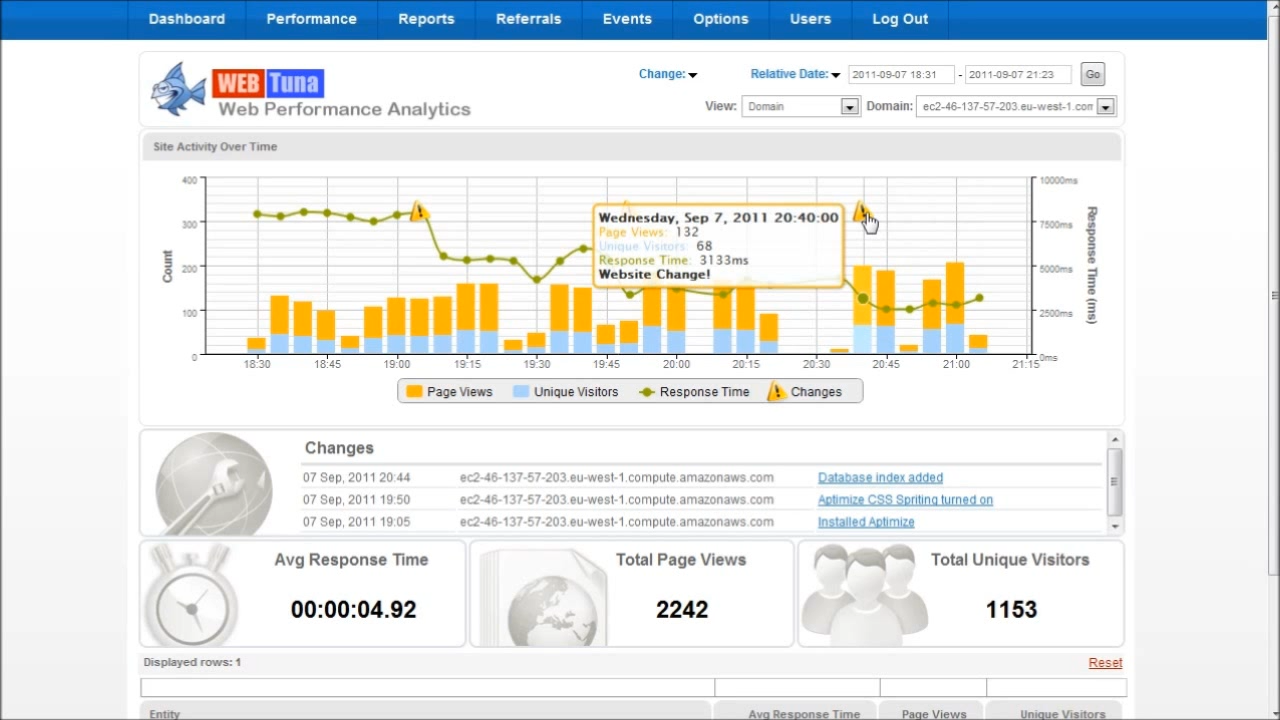 Dashboard Performance Reports Referrals Events Options Users Log Out
WEB Tuna
Web Performance Analytics
Change: Relative Date: 2011-09-07 18:31 - 2011-09-07 21:23 Go
View: Domain Domain: ec2-46-137-57-203.eu-west-1.com
Site Activity Over Time
400
300
200
100
0
Count
10000ms
7500ms
5000ms
2500ms
0ms
Response Time (ms)
Wednesday, Sep 7, 2011 20:40:00
Page Views: 132
Unique Visitors: 68
Response Time: 3133ms
Website Change!
18:30 18:45 19:00 19:15 19:30 19:45 20:00 20:15 20:30 20:45 21:00 21:15
Page Views Unique Visitors Response Time Changes
Changes
07 Sep, 2011 20:44 ec2-46-137-57-203.eu-west-1.compute.amazonaws.com Database index added
07 Sep, 2011 19:50 ec2-46-137-57-203.eu-west-1.compute.amazonaws.com Aptimize CSS Spriting turned on
07 Sep, 2011 19:05 ec2-46-137-57-203.eu-west-1.compute.amazonaws.com Installed Aptimize
Avg Response Time
00:00:04.92
Total Page Views
2242
Total Unique Visitors
1153
Displayed rows: 1 Reset
Entity Avg Response Time Page Views Unique Visitors